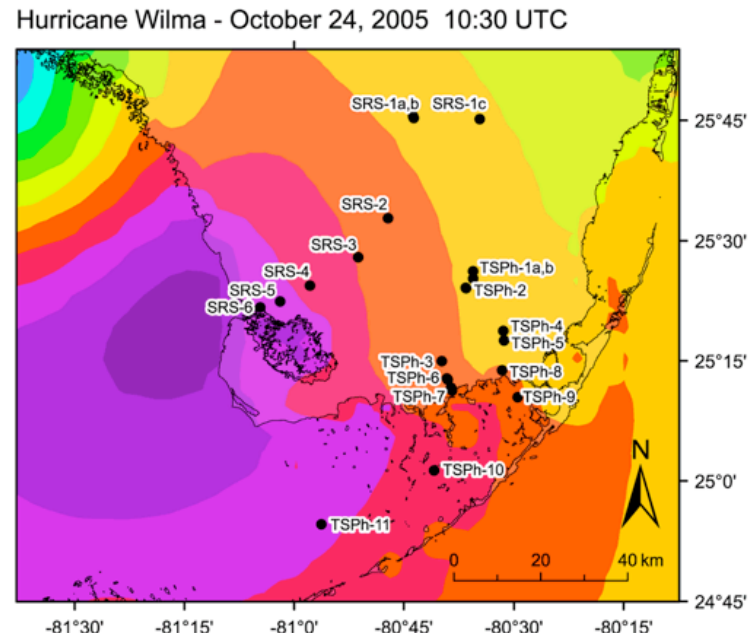 Hurricane Wilma - October 24, 2005  10:30 UTC
SRS-1a,b
SRS-1c
25°45'
SRS-2
25°30'
SRS-3
SRS-4
TSPh-1a,b
SRS-5
TSPh-2
SRS-6
TSPh-4
TSPh-5
25°15'
TSPh-3
TSPh-8
TSPh-6
TSPh-7
TSPh-9
N
TSPh-10
25°0'
TSPh-11
0 20 40 km
24°45'
-81°30' -81°15' -81°0' -80°45' -80°30' -80°15'